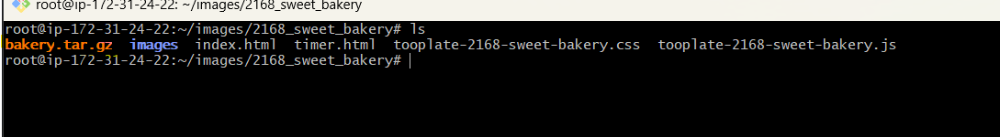 root@ip-172-31-24-22: ~/images/2168_sweet_bakery
root@ip-172-31-24-22:~/images/2168_sweet_bakery# ls
bakery.tar.gz  images  index.html  timer.html  tooplate-2168-sweet-bakery.css  tooplate-2168-sweet-bakery.js
root@ip-172-31-24-22:~/images/2168_sweet_bakery#